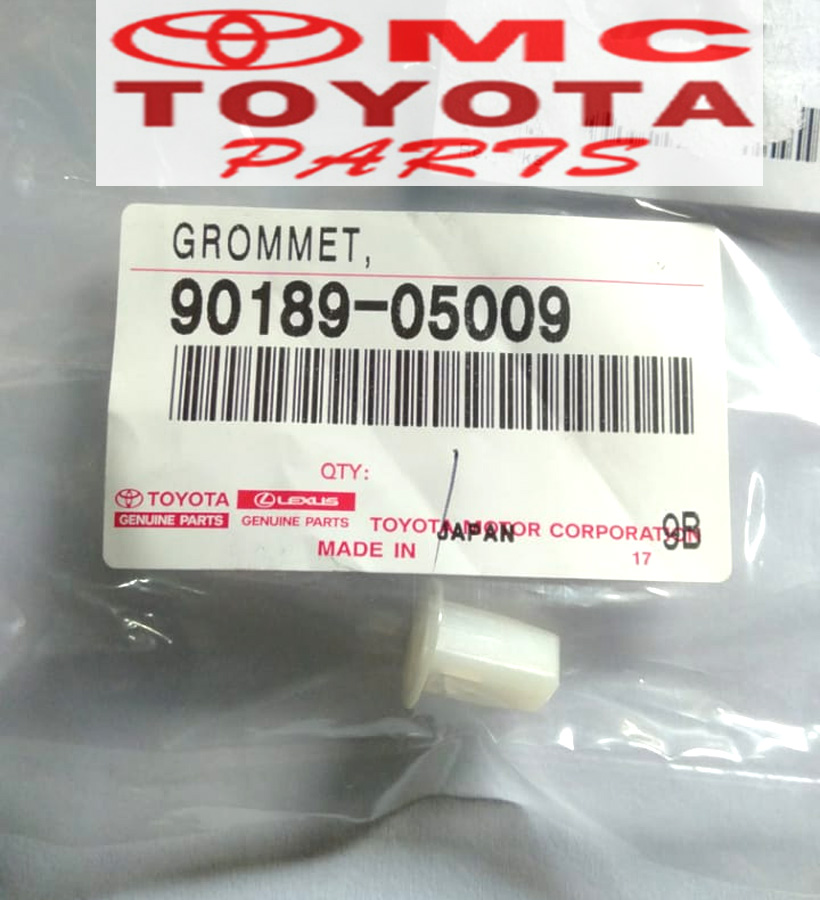 MC
TOYOTA
PARTS
GROMMET,
90189-05009
QTY:
TOYOTA LEXUS
GENUINE PARTS GENUINE PARTS TOYOTA MOTOR CORPORATION
MADE IN JAPAN 17 9B